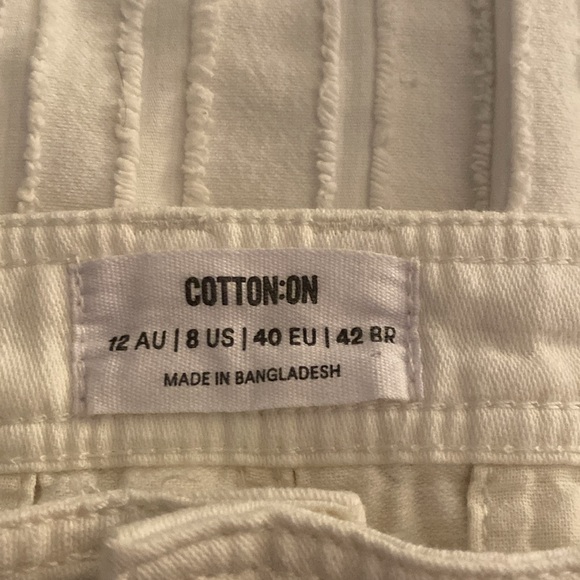 COTTON:ON
12 AU | 8 US | 40 EU | 42 BR
MADE IN BANGLADESH